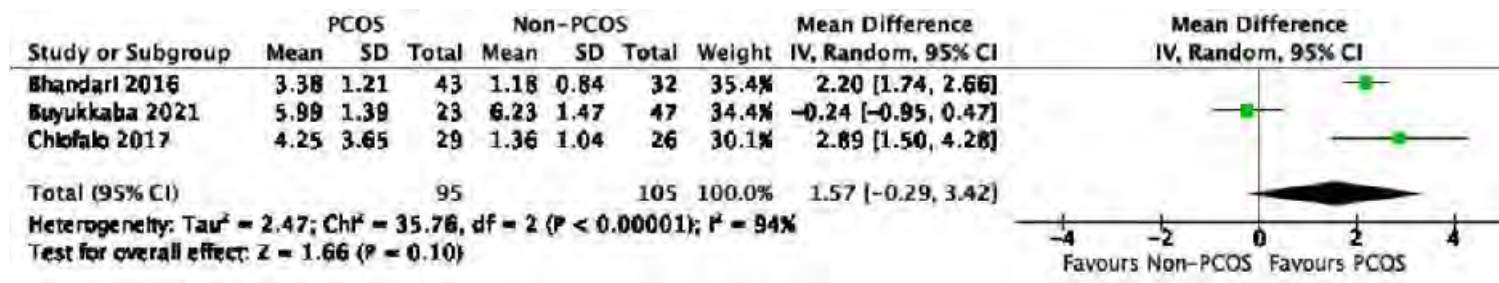 PCOS Non-PCOS Mean Difference Mean Difference
Study or Subgroup Mean SD Total Mean SD Total Weight IV, Random, 95% CI IV, Random, 95% CI
Bhandari 2016 3.38 1.21 43 1.18 0.84 32 35.4% 2.20 [1.74, 2.66]
Buyukkaba 2021 5.99 1.39 23 6.23 1.47 47 34.4% -0.24 [-0.95, 0.47]
Chiofalo 2017 4.25 3.65 29 1.36 1.04 26 30.1% 2.89 [1.50, 4.28]
Total (95% CI) 95 105 100.0% 1.57 [-0.29, 3.42]
Heterogeneity: Tau² = 2.47; Chi² = 35.76, df = 2 (P < 0.00001); I² = 94%
Test for overall effect: Z = 1.66 (P = 0.10)
-4 -2 0 2 4
Favours Non-PCOS Favours PCOS